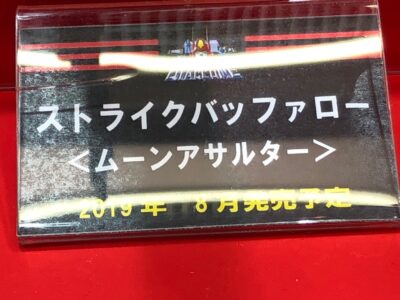 ストライクバッファロー
<ムーンアサルター>
2019年 8月発売予定